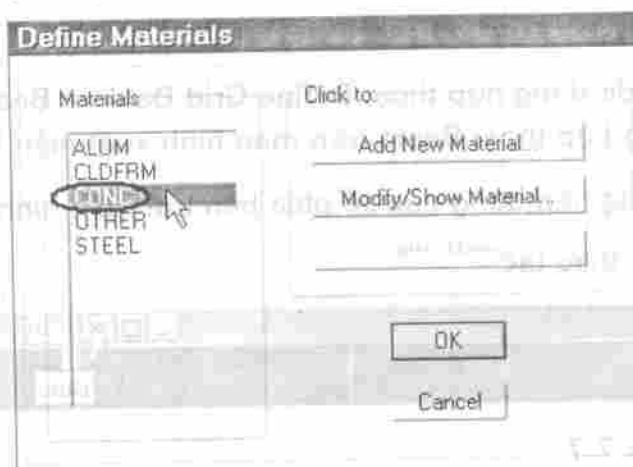 Define Materials
Materials
Click to:
ALUM
CLDFRM
CONC
OTHER
STEEL
Add New Material...
Modify/Show Material...
OK
Cancel